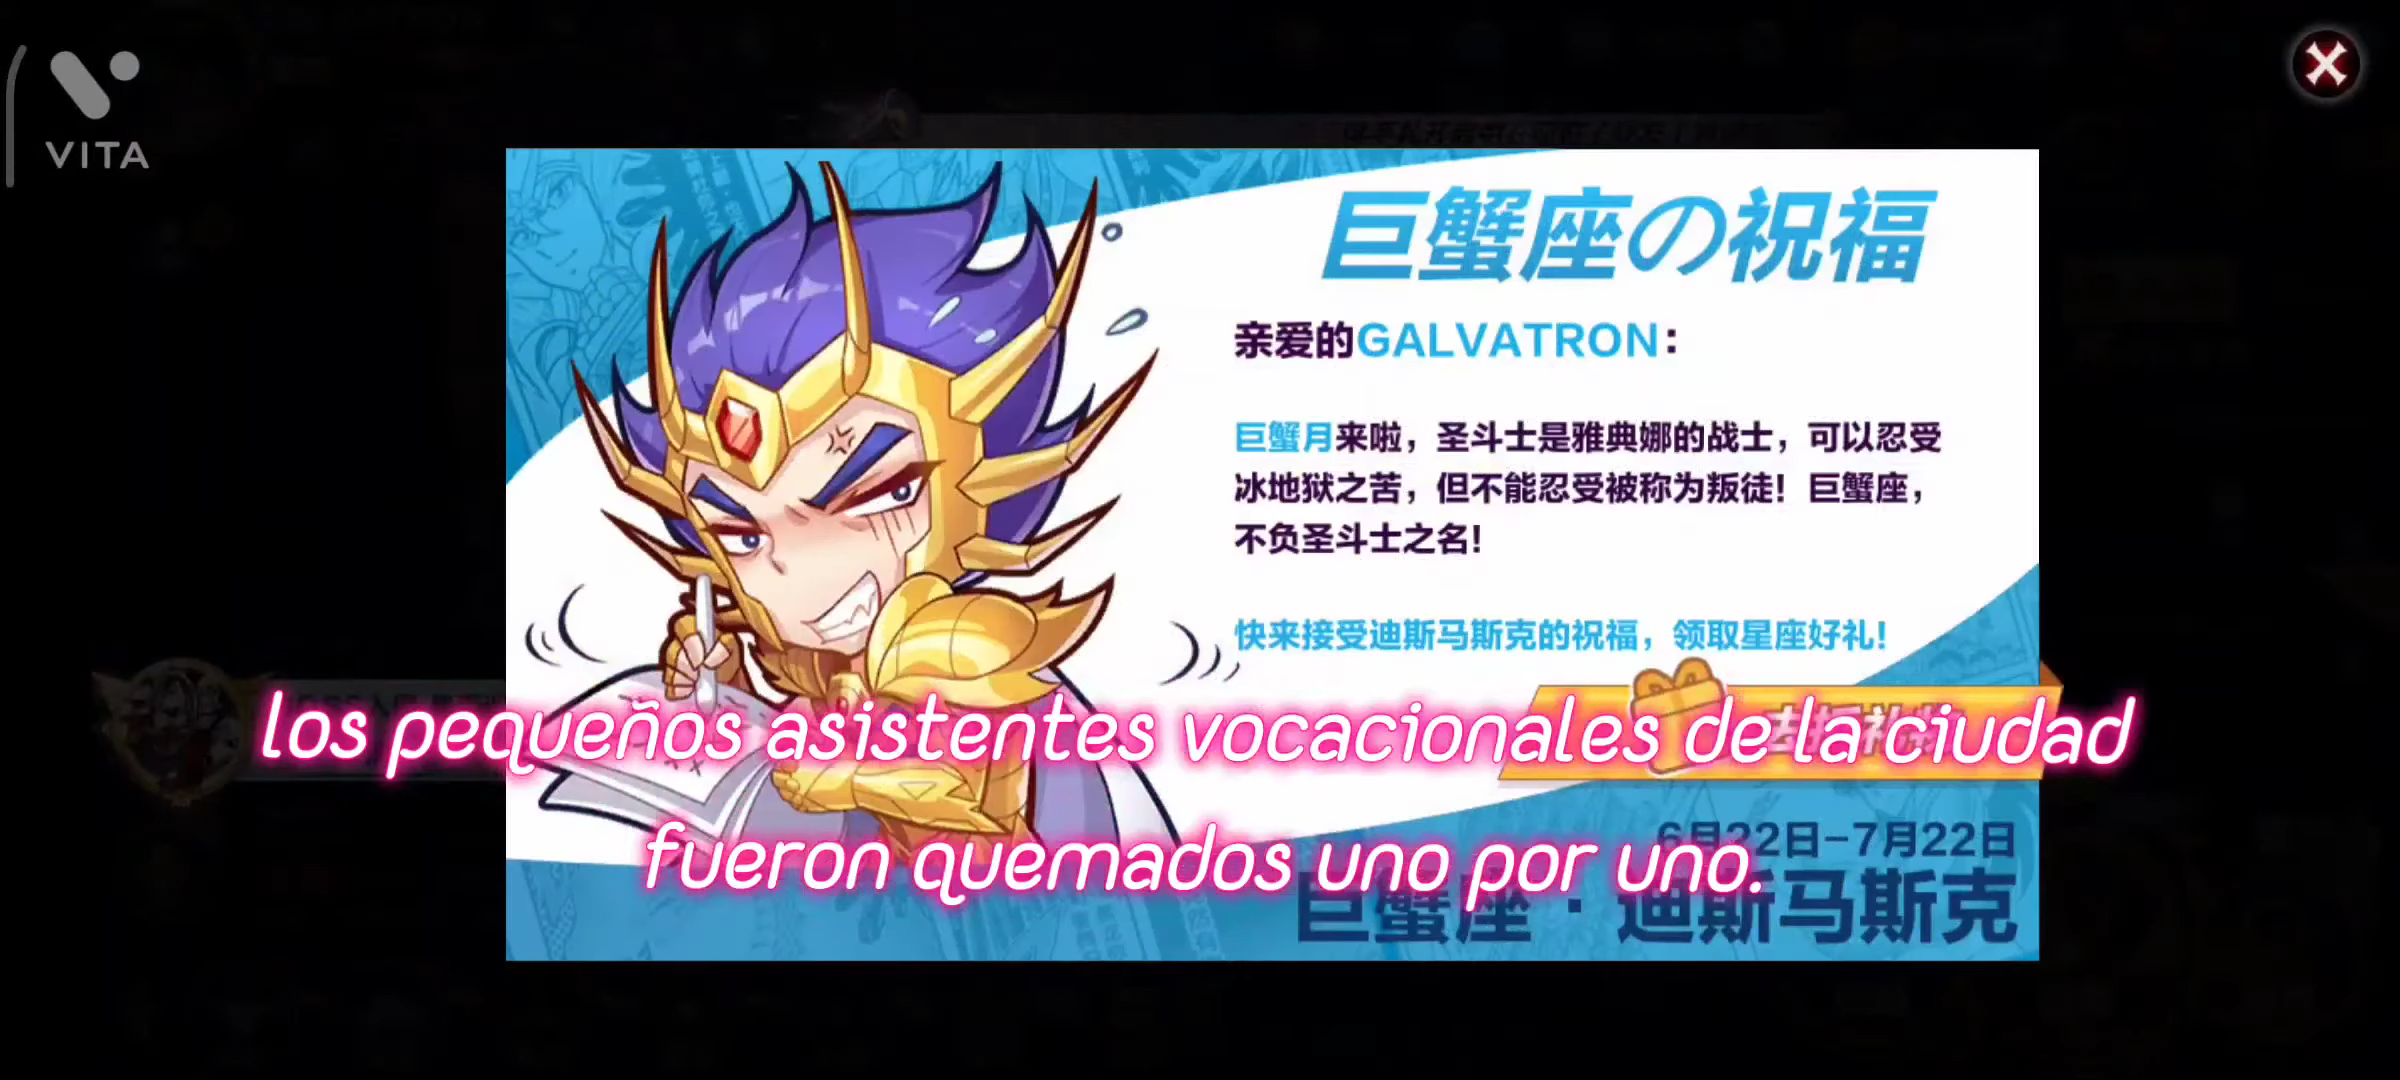 VITA
巨蟹座の祝福
亲爱的GALVATRON：
巨蟹月来啦，圣斗士是雅典娜的战士，可以忍受
冰地狱之苦，但不能忍受被称为叛徒！巨蟹座，
不负圣斗士之名！
快来接受迪斯马斯克的祝福，领取星座好礼！
los pequeños asistentes vocacionales de la ciudad
fueron quemados uno por uno.
6月22日-7月22日
巨蟹座·迪斯马斯克